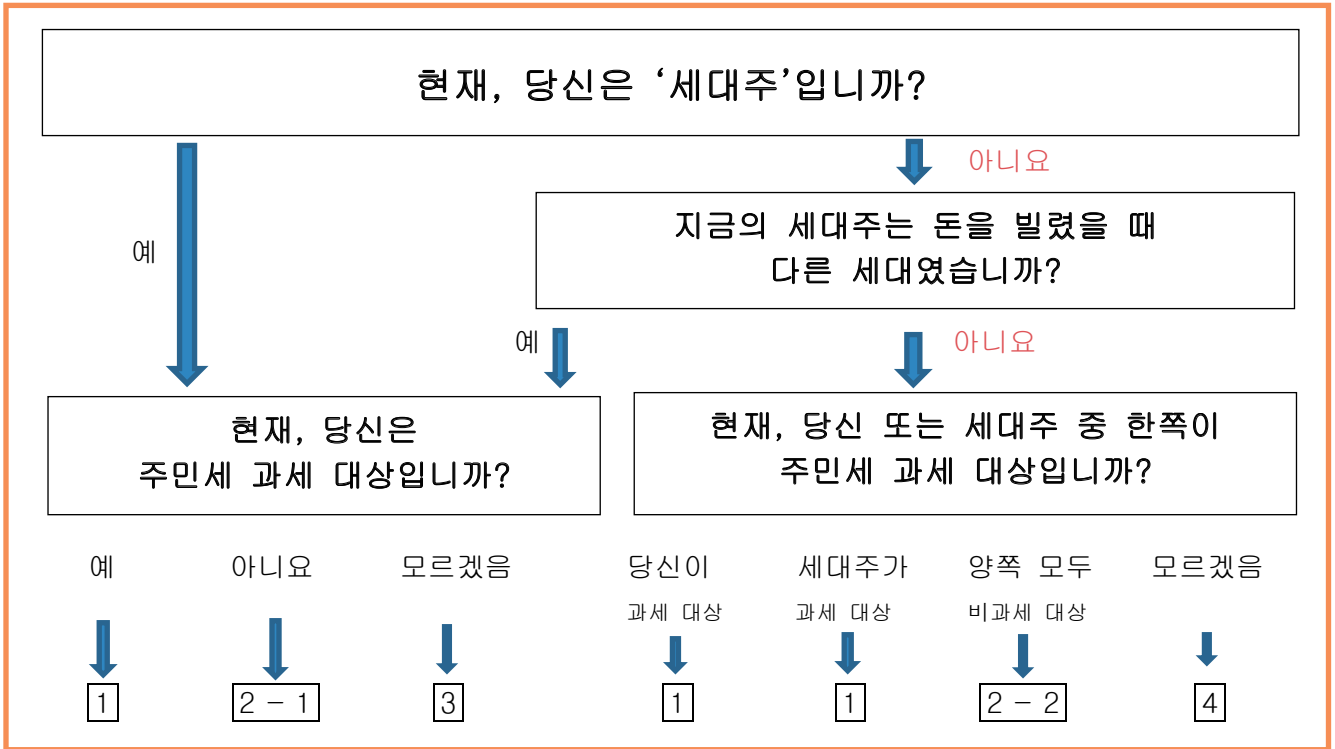 현재, 당신은 ‘세대주’입니까?
아니요
지금의 세대주는 돈을 빌렸을 때
다른 세대였습니까?
예
예
아니요
현재, 당신은
주민세 과세 대상입니까?
현재, 당신 또는 세대주 중 한쪽이
주민세 과세 대상입니까?
예
아니요
모르겠음
당신이
과세 대상
세대주가
과세 대상
양쪽 모두
비과세 대상
모르겠음
1
2 – 1
3
1
1
2 – 2
4